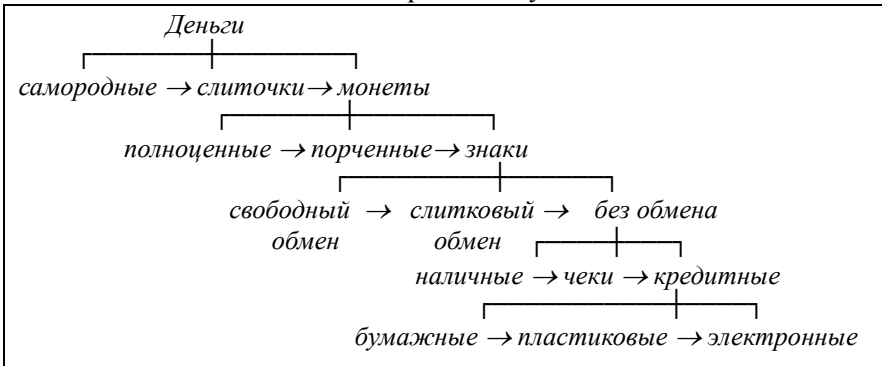 Деньги
самородные → слиточки → монеты
полноценные → порченные → знаки
свободный → слитковый → без обмена
обмен обмен
наличные → чеки → кредитные
бумажные → пластиковые → электронные